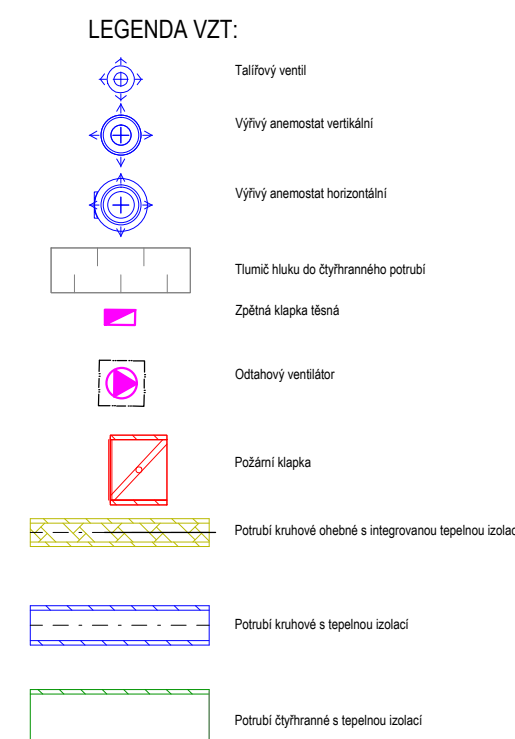 LEGENDA VZT:
Talířový ventil
Výřivý anemostat vertikální
Výřivý anemostat horizontální
Tlumič hluku do čtyřhranného potrubí
Zpětná klapka těsná
Odtahový ventilátor
Požární klapka
Potrubí kruhové ohebné s integrovanou tepelnou izolac
Potrubí kruhové s tepelnou izolací
Potrubí čtyřhranné s tepelnou izolací